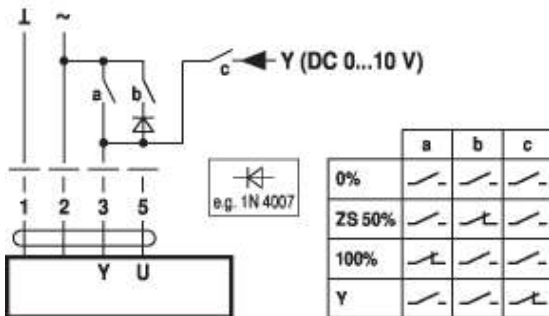 ⊥ ~
a b c Y (DC 0...10 V)
1 2 3 5
Y U
e.g. 1N 4007
a b c
0%
ZS 50%
100%
Y